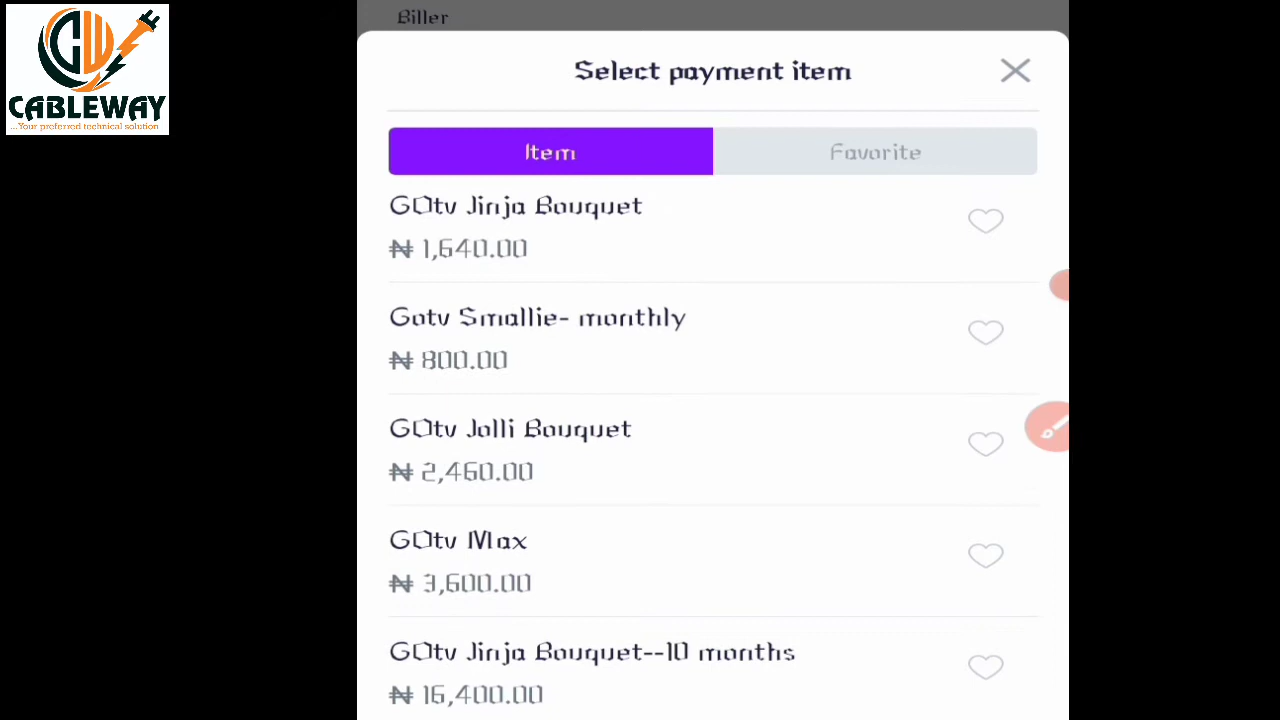 CW
CABLEWAY
...Your preferred technical solution
Biller
Select payment item
Item
Favorite
GOtv Jinja Bouquet
₦ 1,640.00
Gotv Smallie- monthly
₦ 800.00
GOtv Jolli Bouquet
₦ 2,460.00
GOtv Max
₦ 3,600.00
GOtv Jinja Bouquet--10 months
₦ 16,400.00